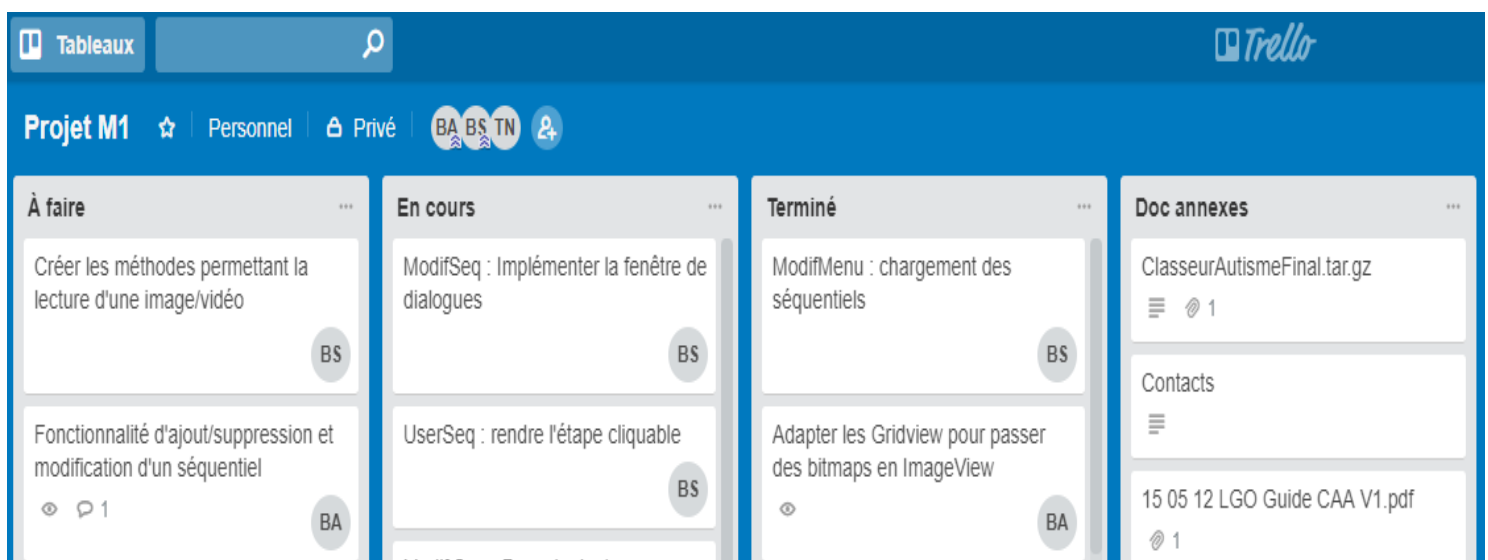 Tableaux
Trello
Projet M1
Personnel
Privé
BA BS TN
À faire
Créer les méthodes permettant la
lecture d'une image/vidéo
BS
Fonctionnalité d'ajout/suppression et
modification d'un séquentiel
1
BA
En cours
ModifSeq : Implémenter la fenêtre de
dialogues
BS
UserSeq : rendre l'étape cliquable
BS
Terminé
ModifMenu : chargement des
séquentiels
BS
Adapter les Gridview pour passer
des bitmaps en ImageView
BA
Doc annexes
ClasseurAutismeFinal.tar.gz
1
Contacts
15 05 12 LGO Guide CAA V1.pdf
1